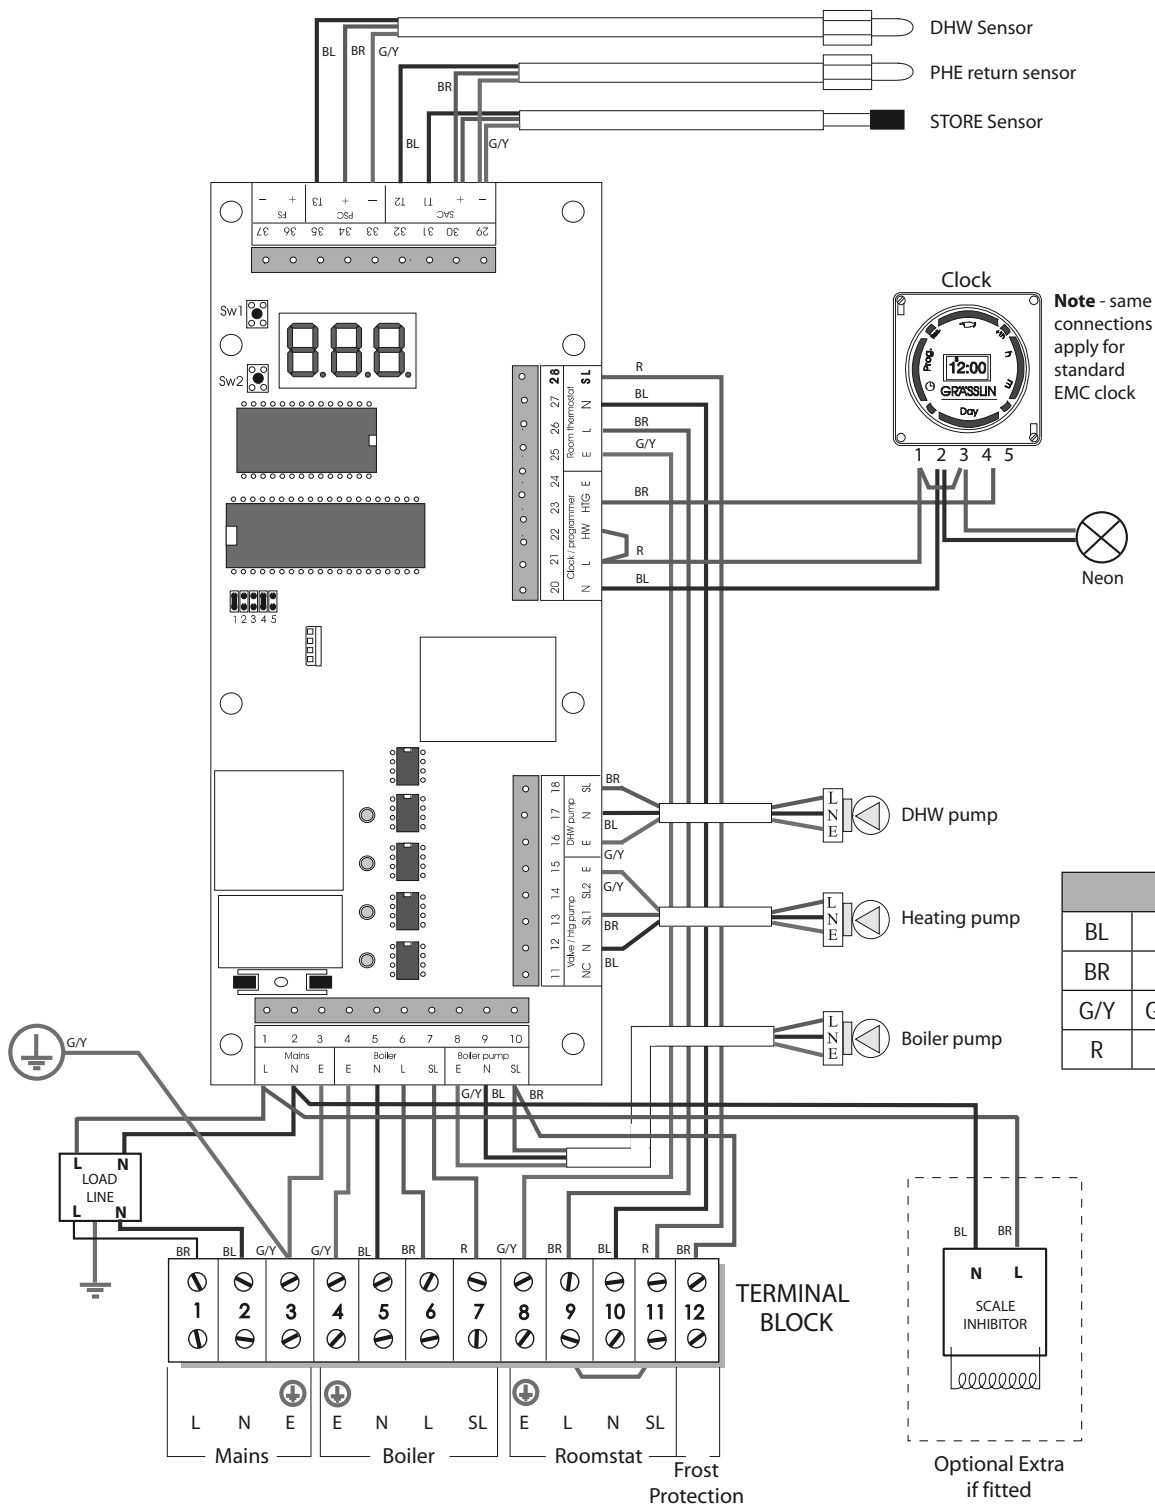 DHW Sensor
BL BR G/Y
PHE return sensor
BR
STORE Sensor
BL
G/Y
− + T3 + − T2 T1 + −
FS PSC SAC
37 36 35 34 33 32 31 30 29
Sw1
Sw2
1 2 3 4 5
28 SL
27 N
26 L
25 E
Room thermostat
24 E
23 HTG
22 HW
21 L
20 N
Clock / programmer
R
BL
BR
G/Y
BR
R
BL
Clock
Note - same
connections
apply for
standard
EMC clock
Prog.
+1h
h
m
12:00
GRÄSSLIN
Day
1 2 3 4 5
Neon
18 SL
17 N
16 E
DHW pump
15 E
14 SL2
13 SL1
12 N
11 NC
Valve / htg pump
BR
BL
G/Y
G/Y
BR
BL
L
N
E
DHW pump
L
N
E
Heating pump
L
N
E
Boiler pump
BL
BR
G/Y G
R
1 2 3 4 5 6 7 8 9 10
Mains Boiler Boiler pump
L N E E N L SL E N SL
G/Y
G/Y BL BR
L N
LOAD
LINE
L N
BR BL G/Y G/Y BL BR R G/Y BR BL R BR
1 2 3 4 5 6 7 8 9 10 11 12
TERMINAL
BLOCK
L N E E N L SL E L N SL
Mains Boiler Roomstat
Frost
Protection
BL BR
N L
SCALE
INHIBITOR
Optional Extra
if fitted